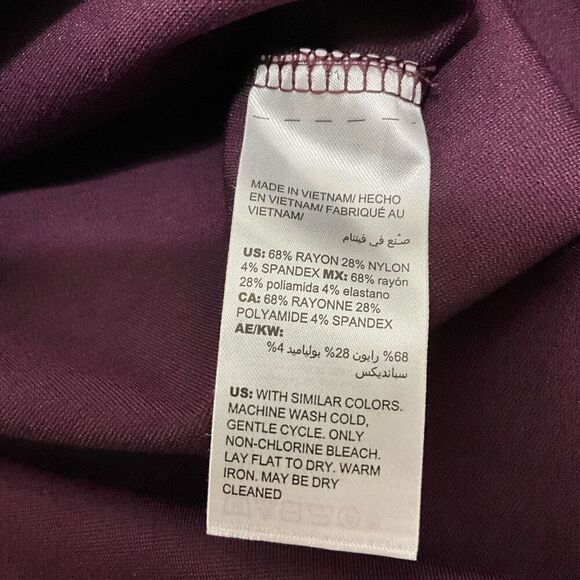 MADE IN VIETNAM/ HECHO
EN VIETNAM/ FABRIQUÉ AU
VIETNAM/
صنع في فيتنام
US: 68% RAYON 28% NYLON
4% SPANDEX MX: 68% rayón
28% poliamida 4% elastano
CA: 68% RAYONNE 28%
POLYAMIDE 4% SPANDEX
AE/KW:
68% رايون 28% بولياميد 4%
سبانديكس
US: WITH SIMILAR COLORS.
MACHINE WASH COLD,
GENTLE CYCLE. ONLY
NON-CHLORINE BLEACH.
LAY FLAT TO DRY. WARM
IRON. MAY BE DRY
CLEANED